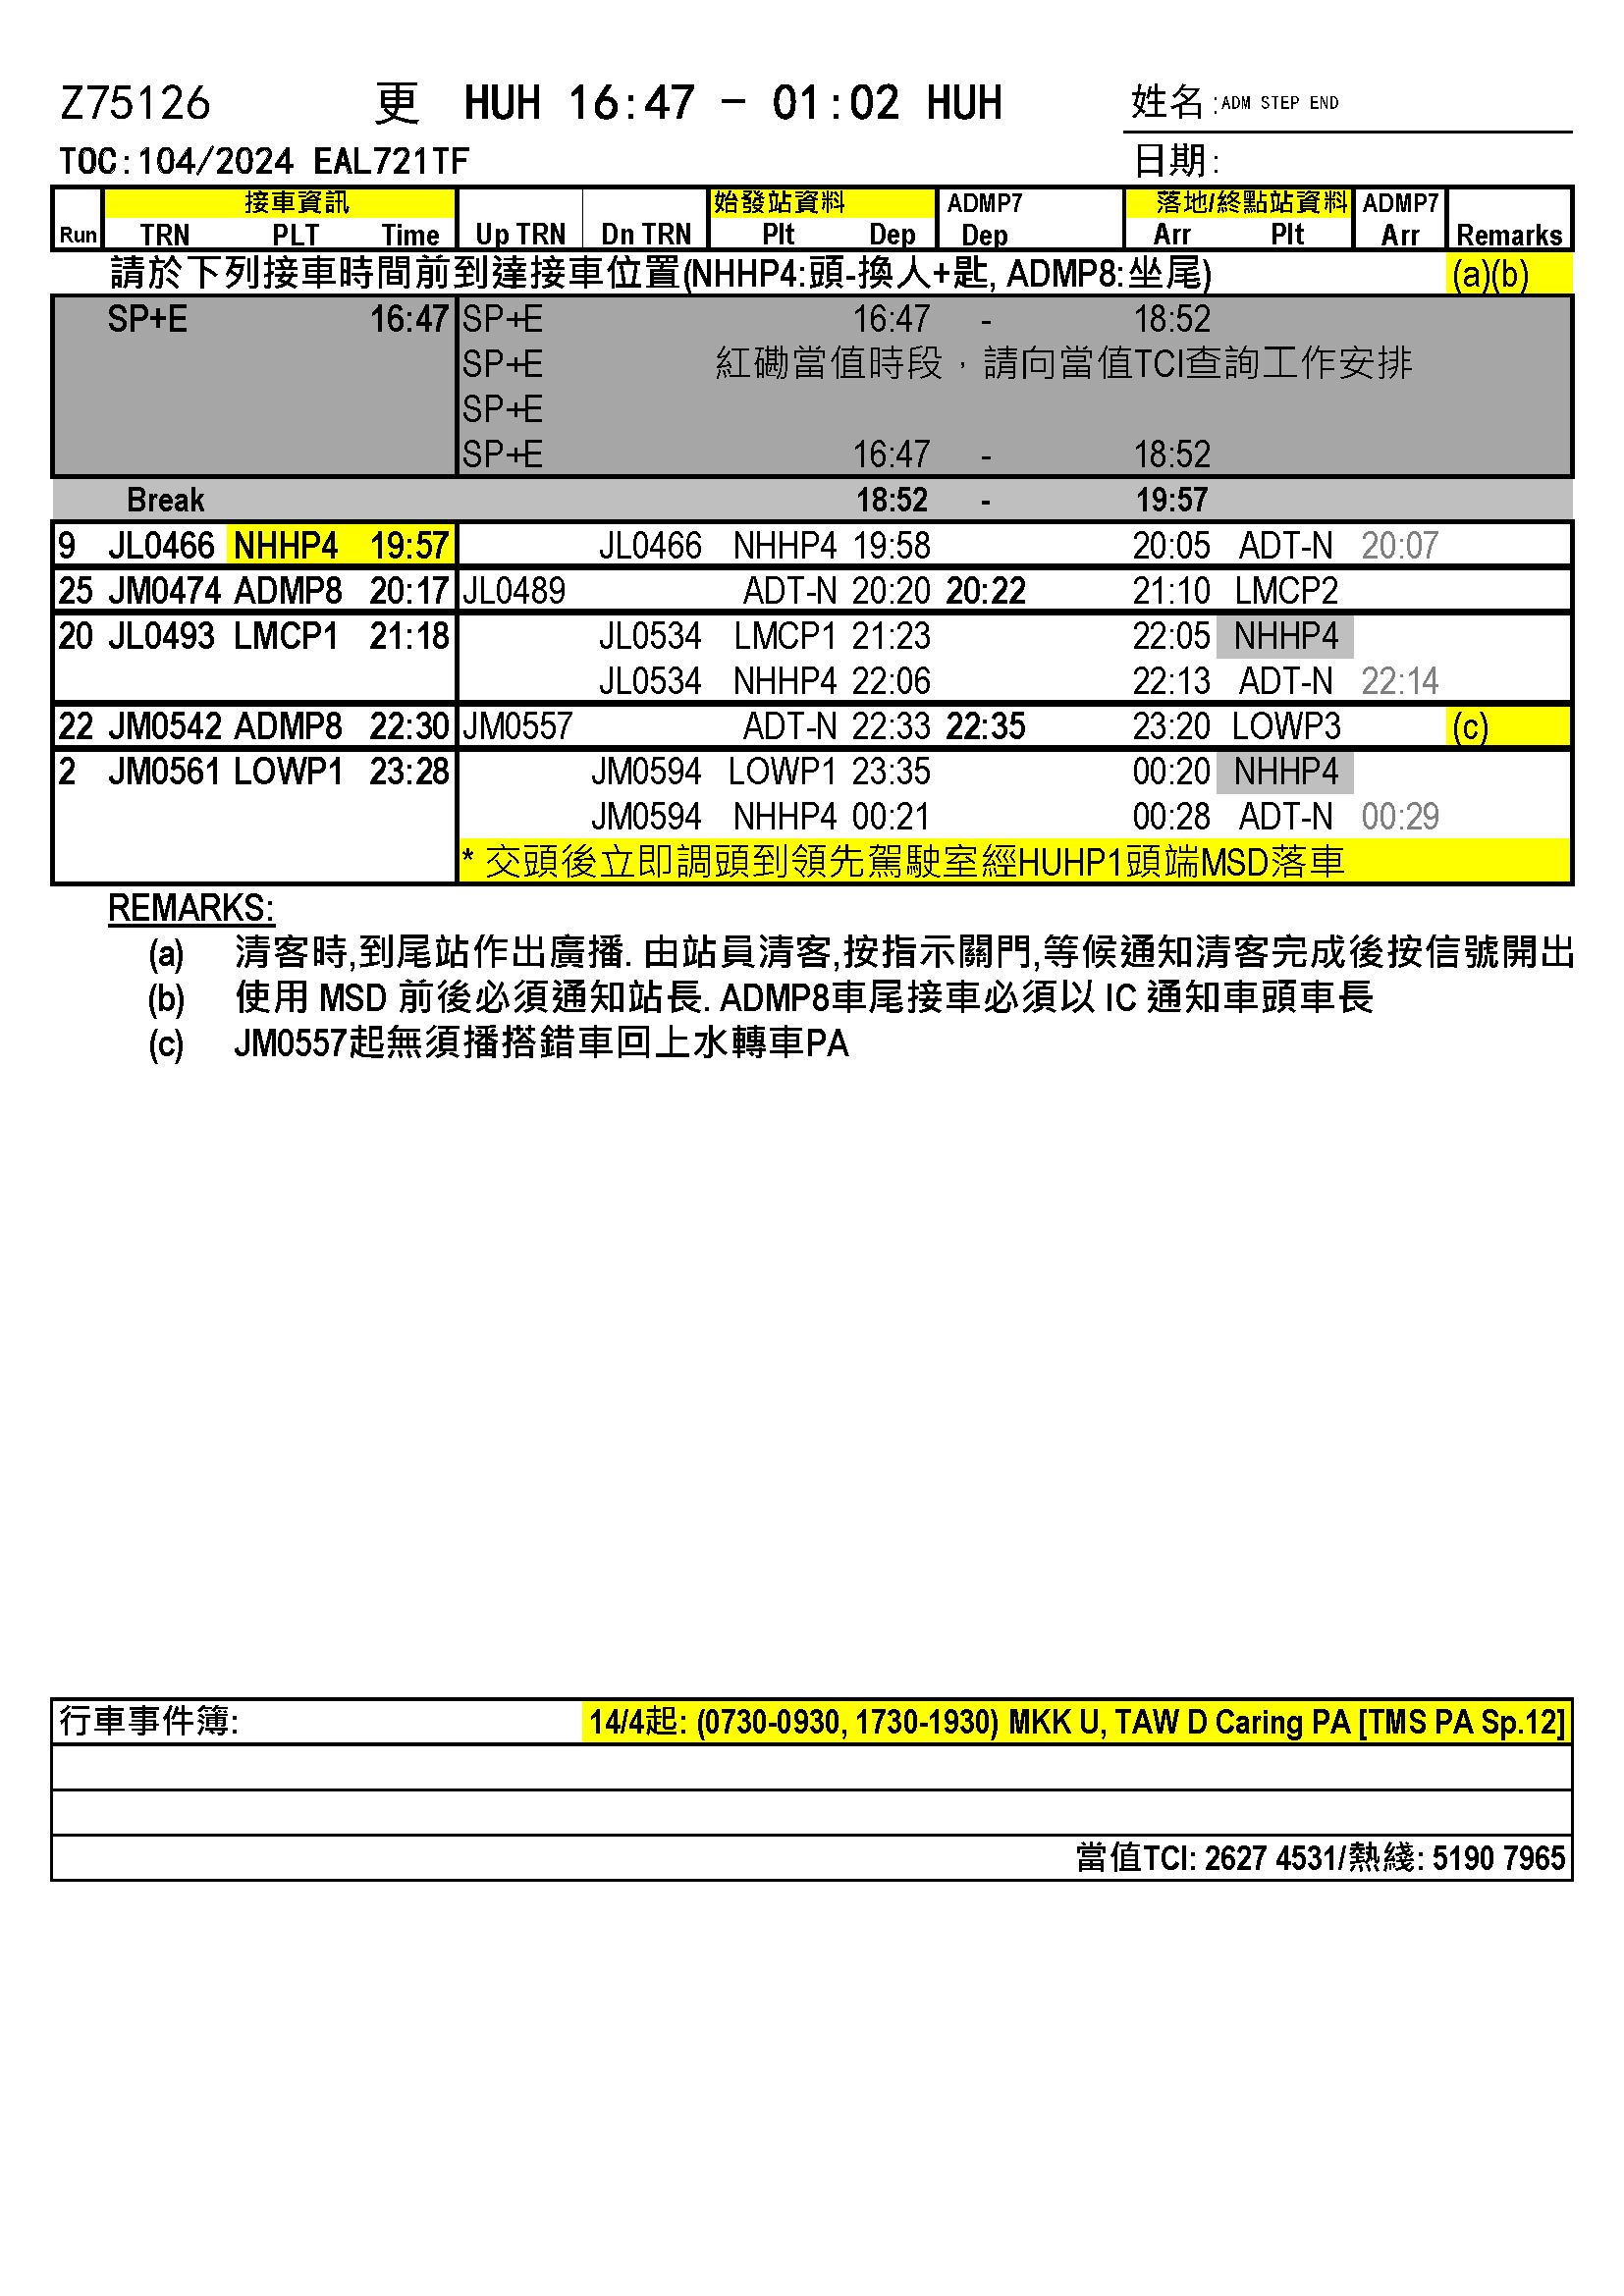 Z75126 更 HUH 16:47 - 01:02 HUH 姓名:ADM STEP END
TOC:104/2024 EAL721TF 日期:
接車資訊 始發站資料 ADMP7 落地/終點站資料 ADMP7
Run TRN PLT Time Up TRN Dn TRN Plt Dep Dep Arr Plt Arr Remarks
請於下列接車時間前到達接車位置(NHHP4:頭-換人+匙, ADMP8:坐尾) (a)(b)
SP+E 16:47 SP+E 16:47 - 18:52
SP+E 紅磡當值時段，請向當值TCI查詢工作安排
SP+E
SP+E 16:47 - 18:52
Break 18:52 - 19:57
9 JL0466 NHHP4 19:57 JL0466 NHHP4 19:58 20:05 ADT-N 20:07
25 JM0474 ADMP8 20:17 JL0489 ADT-N 20:20 20:22 21:10 LMCP2
20 JL0493 LMCP1 21:18 JL0534 LMCP1 21:23 22:05 NHHP4
JL0534 NHHP4 22:06 22:13 ADT-N 22:14
22 JM0542 ADMP8 22:30 JM0557 ADT-N 22:33 22:35 23:20 LOWP3 (c)
2 JM0561 LOWP1 23:28 JM0594 LOWP1 23:35 00:20 NHHP4
JM0594 NHHP4 00:21 00:28 ADT-N 00:29
* 交頭後立即調頭到領先駕駛室經HUHP1頭端MSD落車
REMARKS:
(a) 清客時,到尾站作出廣播. 由站員清客,按指示關門,等候通知清客完成後按信號開出
(b) 使用 MSD 前後必須通知站長. ADMP8車尾接車必須以 IC 通知車頭車長
(c) JM0557起無須播搭錯車回上水轉車PA
行車事件簿: 14/4起: (0730-0930, 1730-1930) MKK U, TAW D Caring PA [TMS PA Sp.12]
當值TCI: 2627 4531/熱綫: 5190 7965